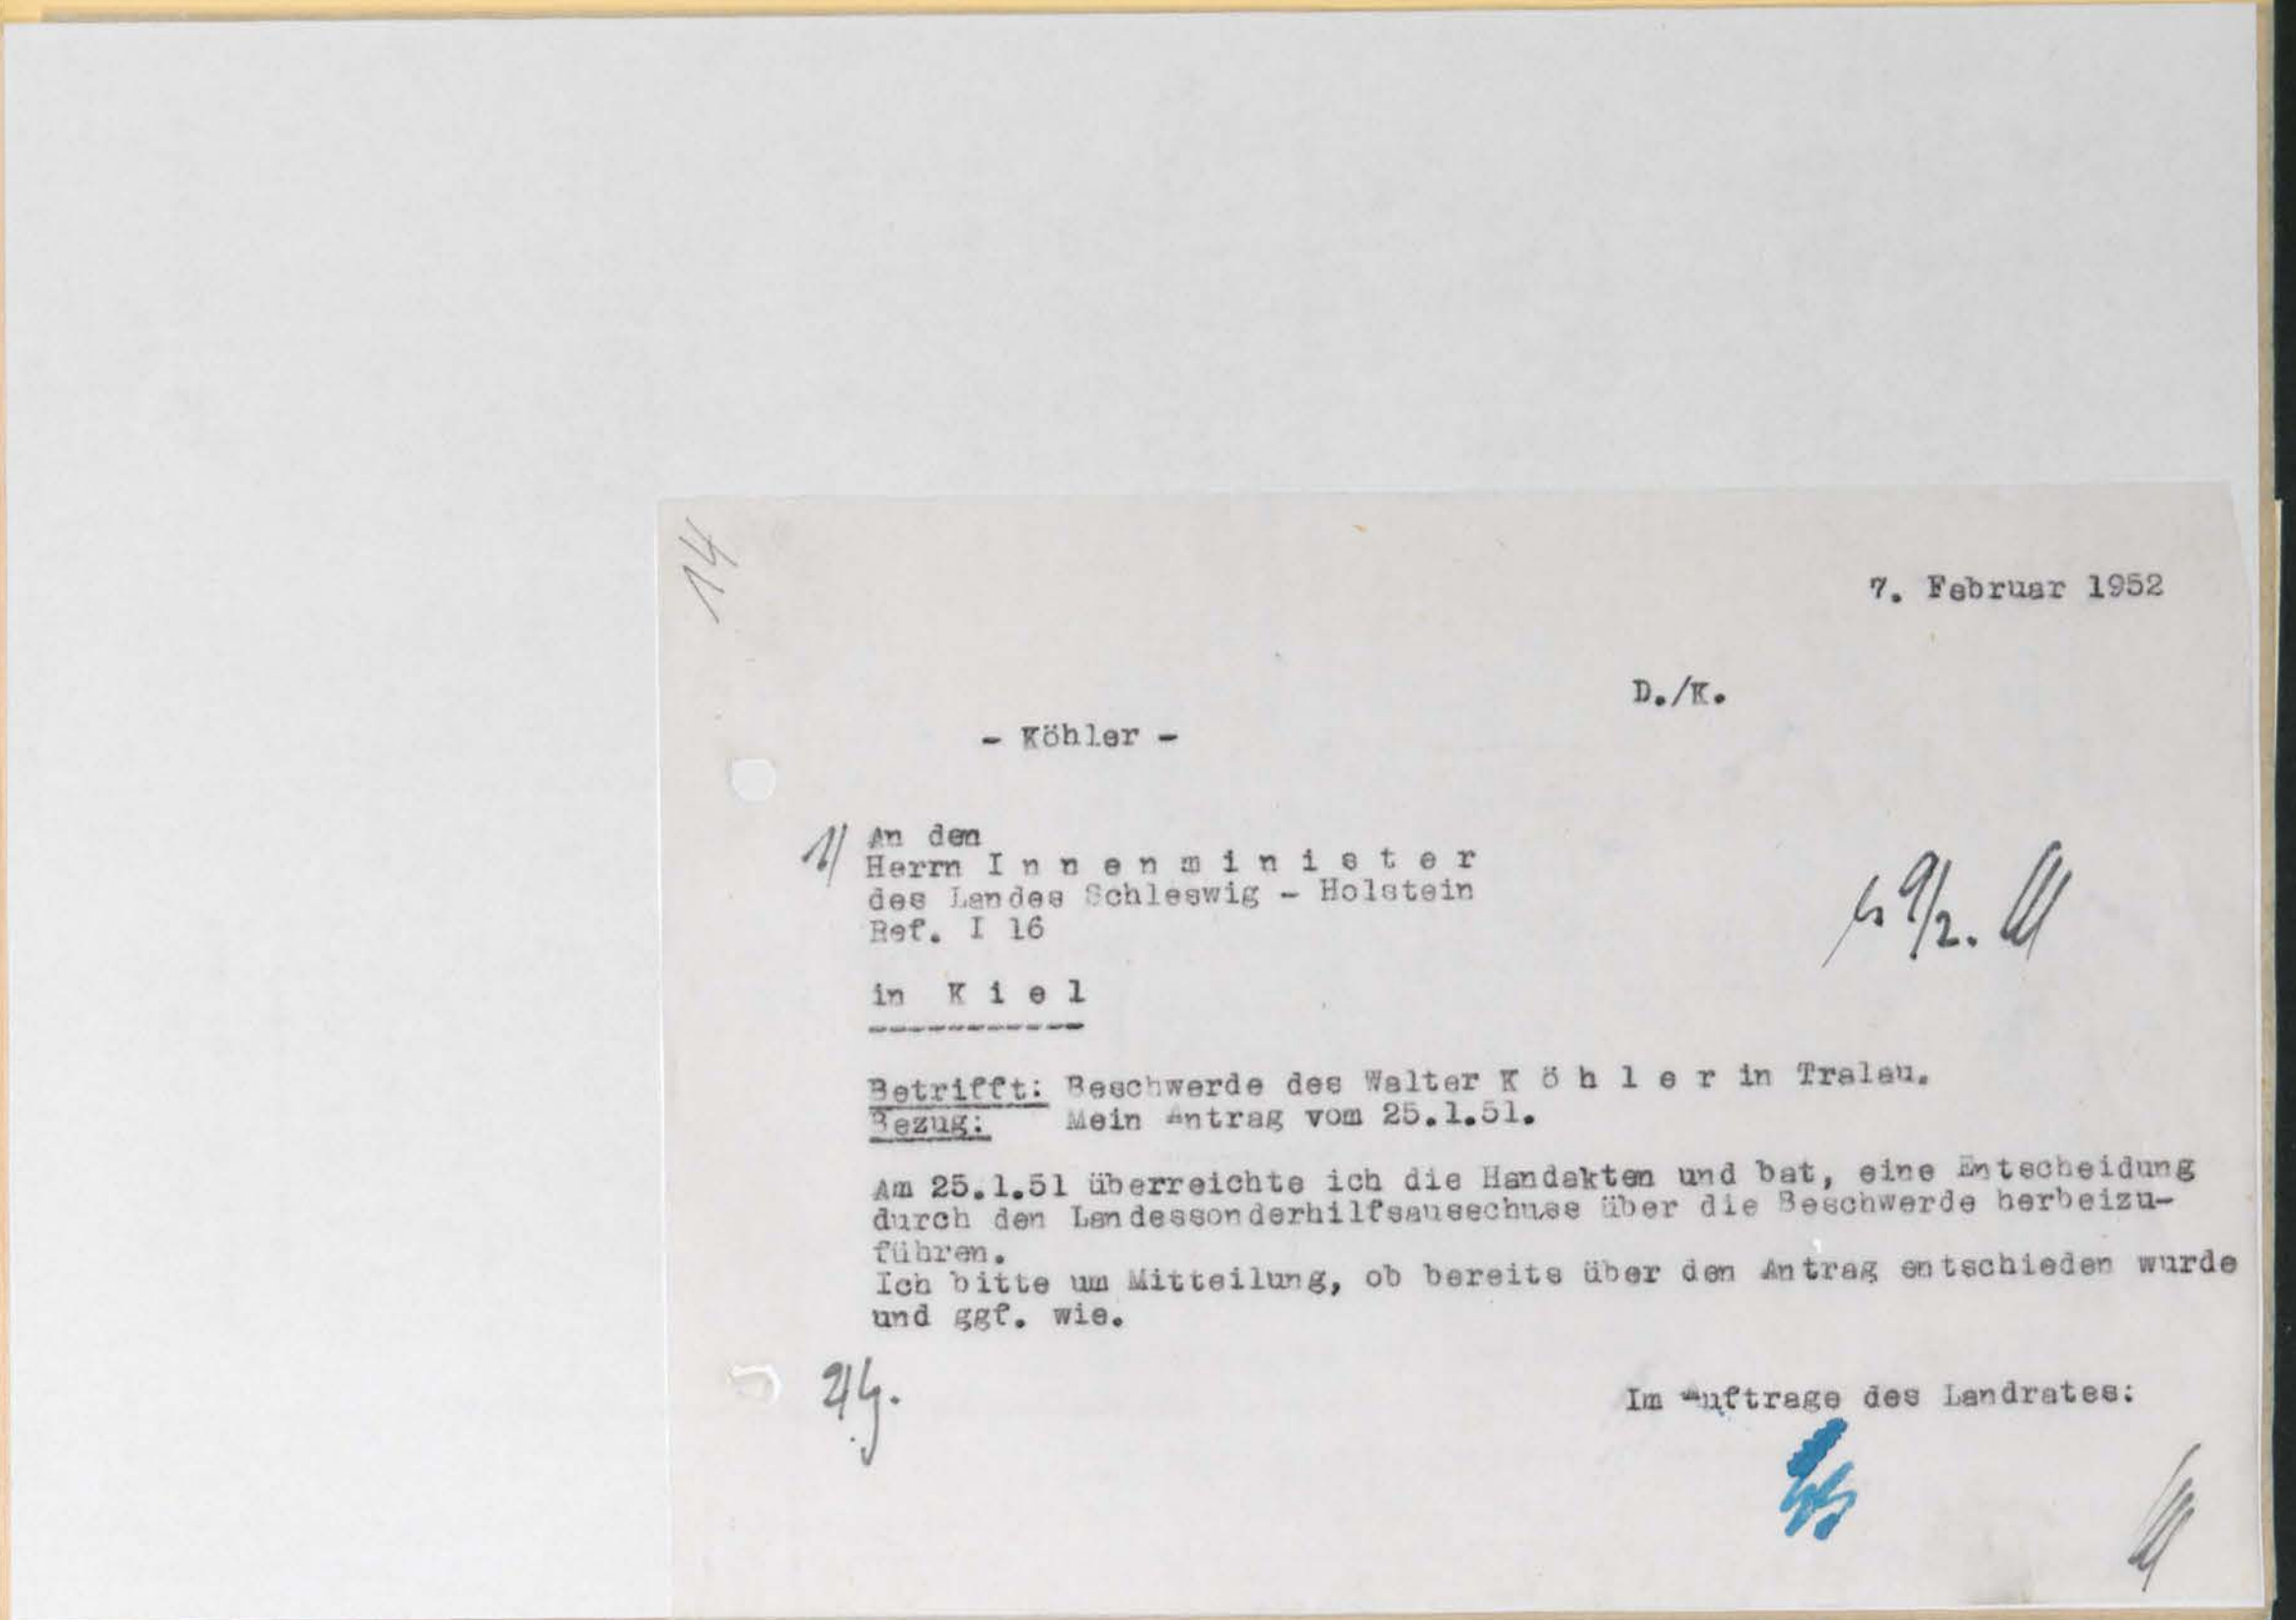 14
7. Februar 1952
D./K.
- Köhler -
1/ An den
Herrn I n n e n m i n i s t e r
des Landes Schleswig - Holstein
Ref. I 16
9/2.
in K i e l
Betrifft: Beschwerde des Walter K ö h l e r in Tralau.
Bezug: Mein Antrag vom 25.1.51.
Am 25.1.51 überreichte ich die Handakten und bat, eine Entscheidung
durch den Landessonderhilfsausschuss über die Beschwerde herbeizu-
führen.
Ich bitte um Mitteilung, ob bereits über den Antrag entschieden wurde
und ggf. wie.
Im Auftrage des Landrates: